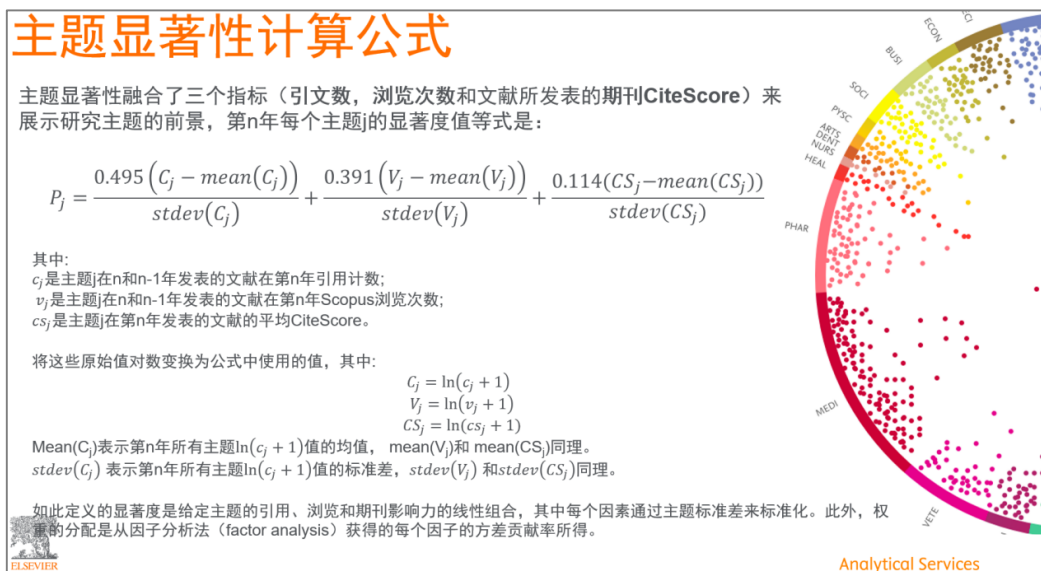 主题显著性计算公式
主题显著性融合了三个指标（引文数，浏览次数和文献所发表的期刊CiteScore）来
展示研究主题的前景，第n年每个主题j的显著度值等式是：
P_j = 0.495(C_j − mean(C_j)) / stdev(C_j) + 0.391(V_j − mean(V_j)) / stdev(V_j) + 0.114(CS_j−mean(CS_j)) / stdev(CS_j)
其中:
c_j是主题j在n和n-1年发表的文献在第n年引用计数;
v_j是主题j在n和n-1年发表的文献在第n年Scopus浏览次数;
cs_j是主题j在第n年发表的文献的平均CiteScore。
将这些原始值对数变换为公式中使用的值，其中:
C_j = ln(c_j + 1)
V_j = ln(v_j + 1)
CS_j = ln(cs_j + 1)
Mean(C_j)表示第n年所有主题ln(c_j + 1)值的均值， mean(V_j)和 mean(CS_j)同理。
stdev(C_j) 表示第n年所有主题ln(c_j + 1)值的标准差，stdev(V_j) 和stdev(CS_j)同理。
如此定义的显著度是给定主题的引用、浏览和期刊影响力的线性组合，其中每个因素通过主题标准差来标准化。此外，权
重的分配是从因子分析法（factor analysis）获得的每个因子的方差贡献率所得。
ELSEVIER
Analytical Services
ECON
BUSI
SOCI
PYSC
ARTS
DENT
NURS
HEAL
PHAR
MEDI
VETE